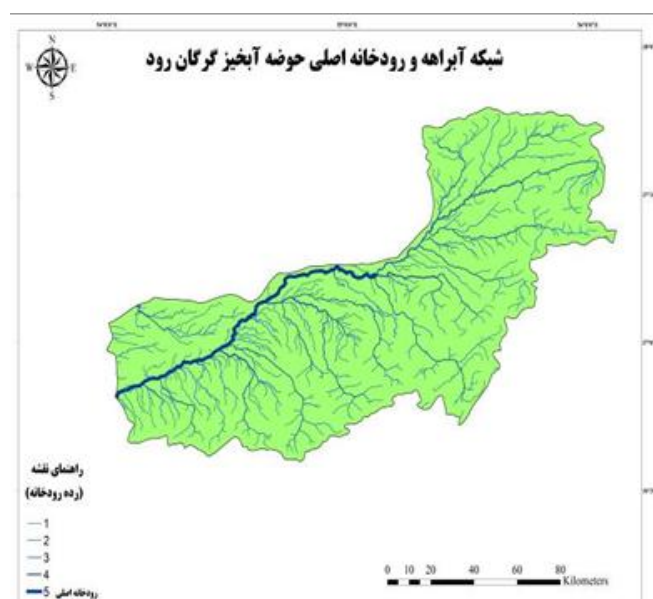 شبکه آبراهه و رودخانه اصلی حوضه آبخیز گرگان رود
N
W E
S
راهنمای نقشه
(رده رودخانه)
1
2
3
4
5 رودخانه اصلی
0 10 20 40 60 80
Kilometers